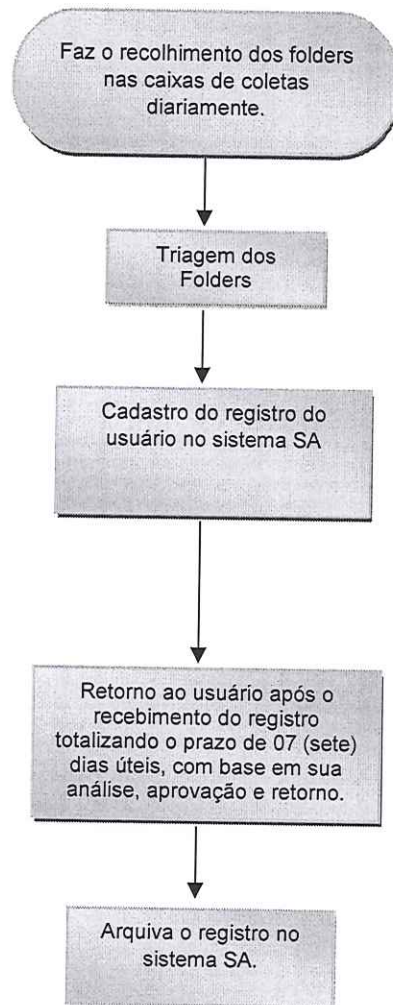 Faz o recolhimento dos folders
nas caixas de coletas
diariamente.
Triagem dos
Folders
Cadastro do registro do
usuário no sistema SA
Retorno ao usuário após o
recebimento do registro
totalizando o prazo de 07 (sete)
dias úteis, com base em sua
análise, aprovação e retorno.
Arquiva o registro no
sistema SA.